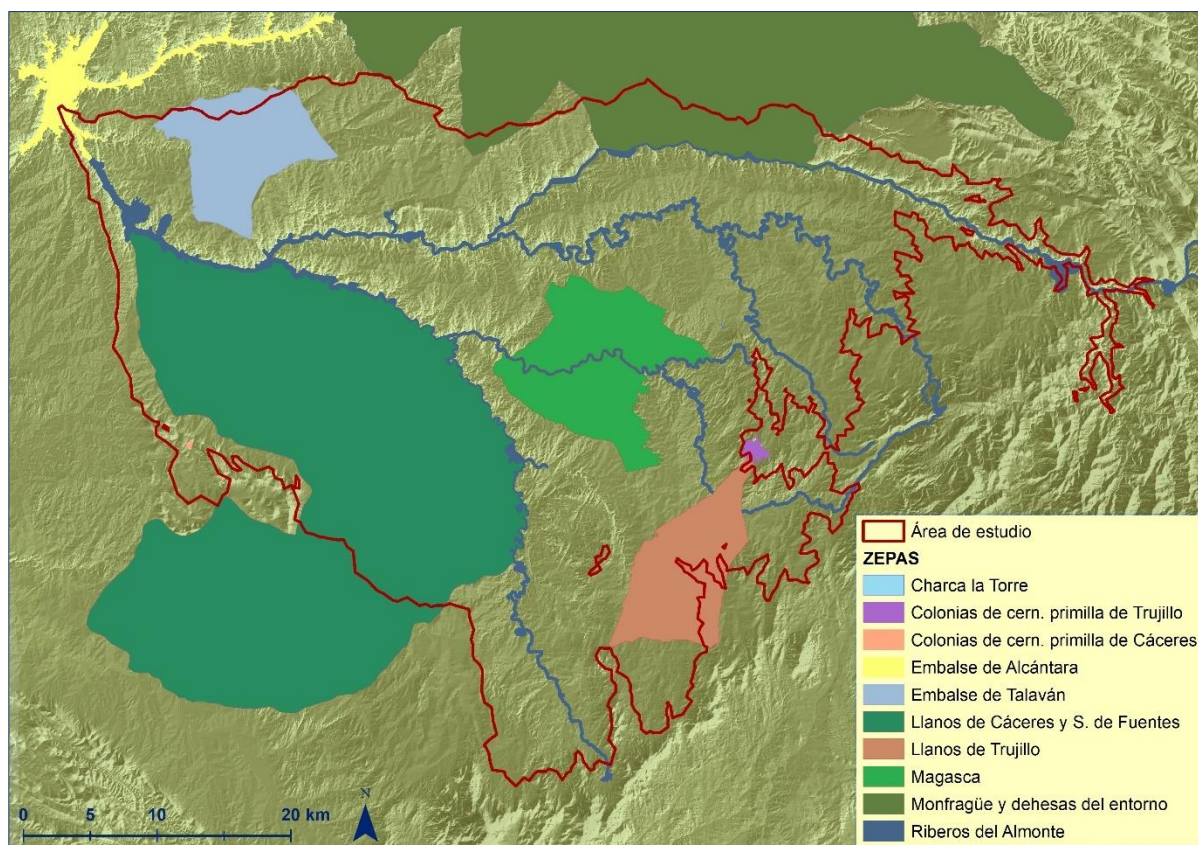 Área de estudio
ZEPAS
Charca la Torre
Colonias de cern. primilla de Trujillo
Colonias de cern. primilla de Cáceres
Embalse de Alcántara
Embalse de Talaván
Llanos de Cáceres y S. de Fuentes
Llanos de Trujillo
Magasca
Monfragüe y dehesas del entorno
Riberos del Almonte
0 5 10 20 km
N